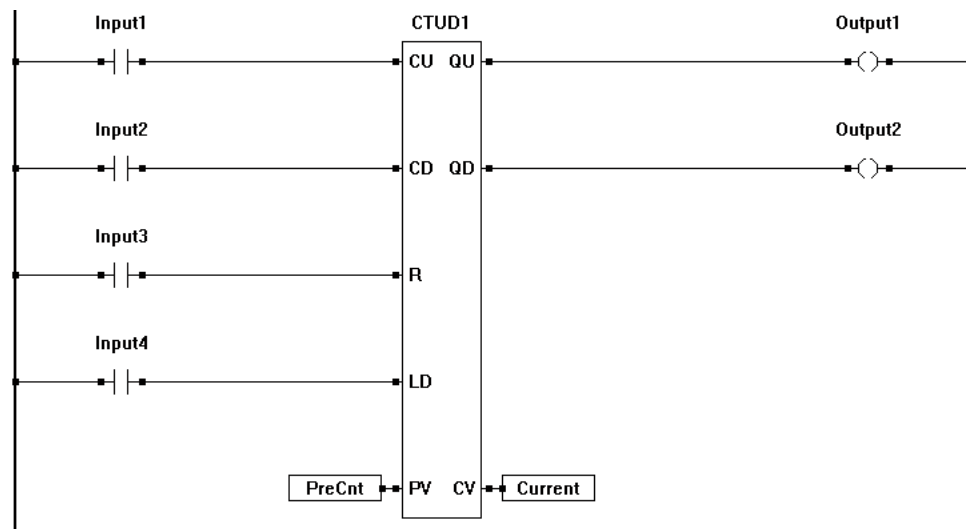 Input1 CTUD1 Output1
CU QU
Input2 Output2
CD QD
Input3
R
Input4
LD
PreCnt PV CV Current